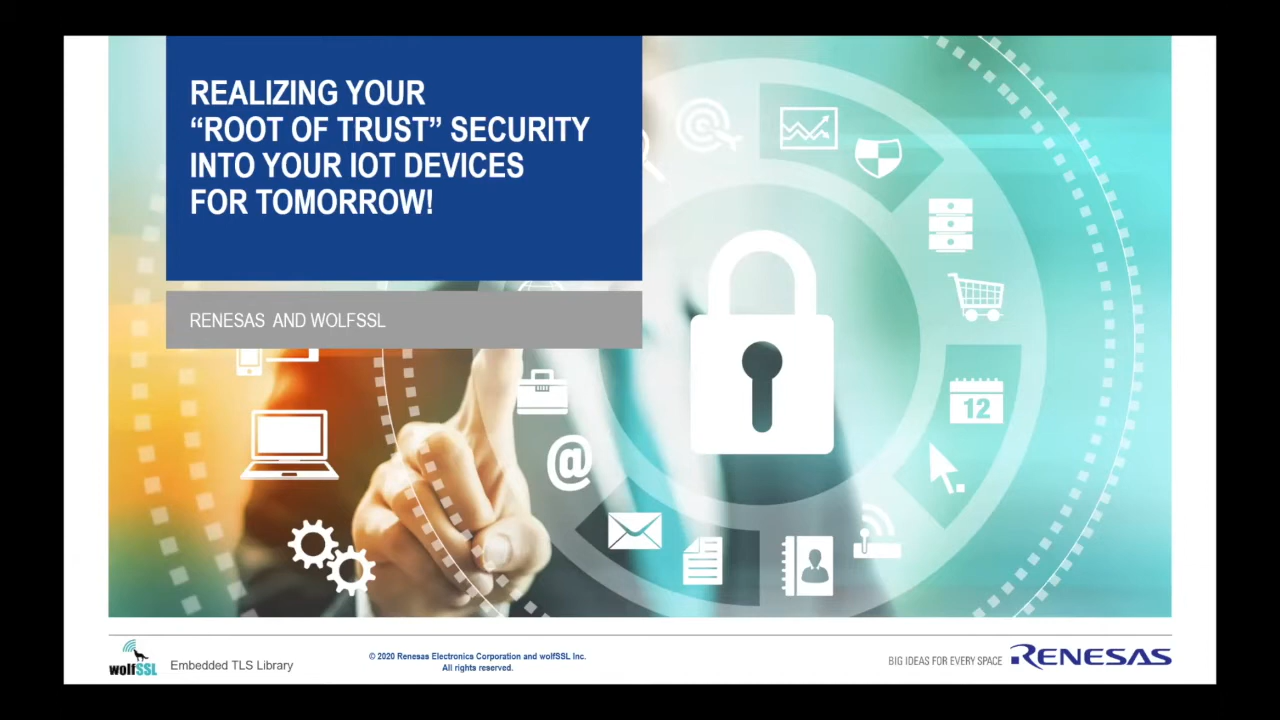 REALIZING YOUR
“ROOT OF TRUST” SECURITY
INTO YOUR IOT DEVICES
FOR TOMORROW!
RENESAS AND WOLFSSL
12
@
wolfSSL
Embedded TLS Library
© 2020 Renesas Electronics Corporation and wolfSSL Inc.
All rights reserved.
BIG IDEAS FOR EVERY SPACE
RENESAS